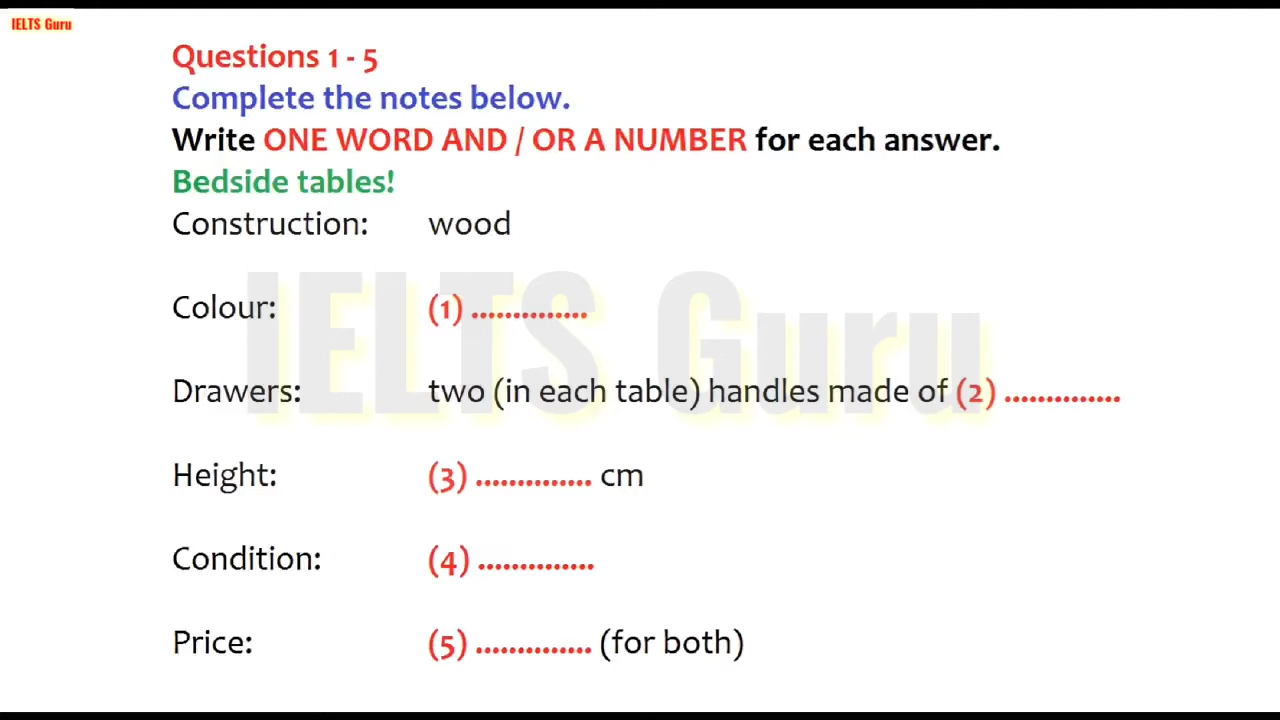 IELTS Guru
Questions 1 - 5
Complete the notes below.
Write ONE WORD AND / OR A NUMBER for each answer.
Bedside tables!
Construction: wood
IELTS Guru
Colour: (1) ..............
Drawers: two (in each table) handles made of (2) ..............
Height: (3) .............. cm
Condition: (4) ..............
Price: (5) .............. (for both)